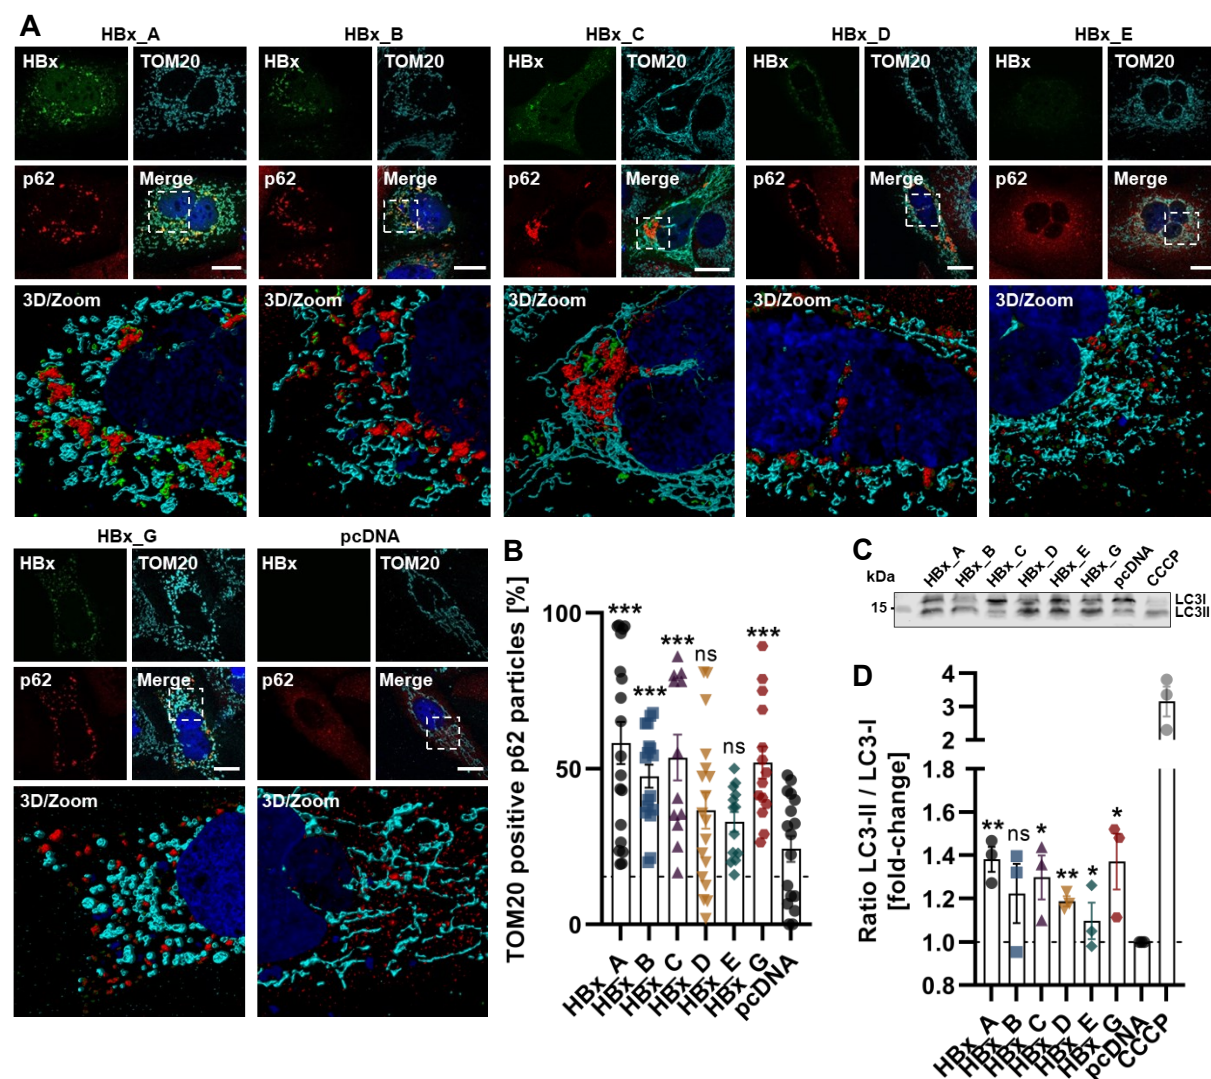 A
HBx_A HBx_B HBx_C HBx_D HBx_E
HBx TOM20 HBx TOM20 HBx TOM20 HBx TOM20 HBx TOM20
p62 Merge p62 Merge p62 Merge p62 Merge p62 Merge
3D/Zoom 3D/Zoom 3D/Zoom 3D/Zoom 3D/Zoom
HBx_G pcDNA
HBx TOM20 HBx TOM20
p62 Merge p62 Merge
3D/Zoom 3D/Zoom
B
TOM20 positive p62 particles [%]
100
50
0
*** *** *** ns ns ***
HBx_A HBx_B HBx_C HBx_D HBx_E HBx_G pcDNA
C
HBx_A HBx_B HBx_C HBx_D HBx_E HBx_G pcDNA CCCP
kDa
15
LC3I
LC3II
D
Ratio LC3-II / LC3-I
[fold-change]
4
3
2
1.8
1.6
1.4
1.2
1.0
0.8
** ns * ** * *
HBx_A HBx_B HBx_C HBx_D HBx_E HBx_G pcDNA CCCP